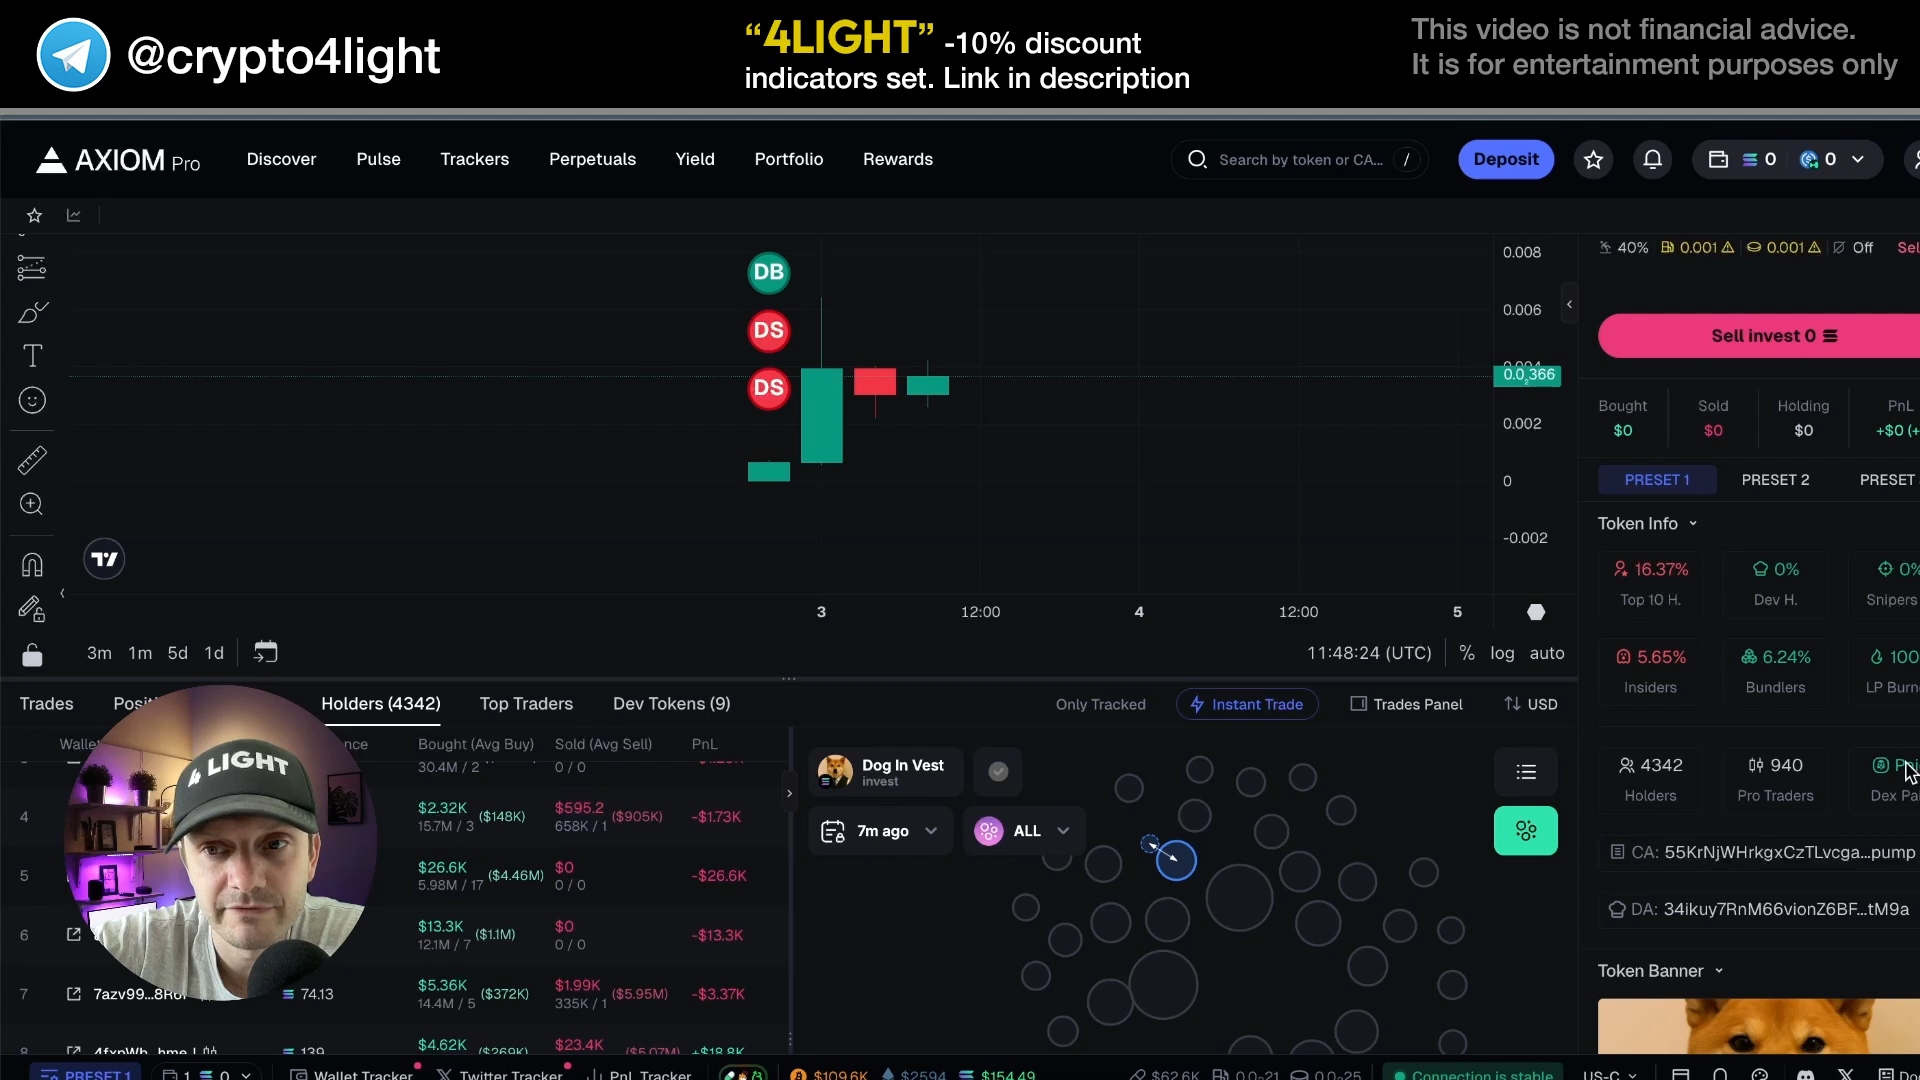 @crypto4light
“4LIGHT” -10% discount
indicators set. Link in description
This video is not financial advice.
It is for entertainment purposes only
AXIOM Pro
Discover
Pulse
Trackers
Perpetuals
Yield
Portfolio
Rewards
Search by token or CA...
/
Deposit
0
0
40%
0.001
0.001
Off
DB
DS
DS
0.008
0.006
0.0₂366
0.002
0
-0.002
3
12:00
4
12:00
5
3m
1m
5d
1d
11:48:24 (UTC)
%
log
auto
Sell invest 0
Bought
Sold
Holding
PnL
$0
$0
$0
PRESET 1
PRESET 2
PRESET
Token Info
16.37%
0%
0%
Top 10 H.
Dev H.
Snipers
5.65%
6.24%
100
Insiders
Bundlers
4342
940
Holders
Pro Traders
CA: 55KrNjWHrkgxCzTLvcga...pump
DA: 34ikuy7RnM66vionZ6BF...tM9a
Token Banner
Trades
Holders (4342)
Top Traders
Dev Tokens (9)
Only Tracked
Instant Trade
Trades Panel
USD
Bought (Avg Buy)
Sold (Avg Sell)
PnL
30.4M / 2
0 / 0
4
$2.32K
($148K)
15.7M / 3
$595.2
($905K)
658K / 1
-$1.73K
5
$26.6K
($4.46M)
5.98M / 17
$0
0 / 0
-$26.6K
6
$13.3K
($1.1M)
12.1M / 7
$0
0 / 0
-$13.3K
7
74.13
$5.36K
($372K)
14.4M / 5
$1.99K
($5.95M)
335K / 1
-$3.37K
139
$4.62K
($269K)
$23.4K
($5.07M)
+$18.8K
4 LIGHT
Dog In Vest
invest
7m ago
ALL
PRESET 1
1
0
Wallet Tracker
Twitter Tracker
PnL Tracker
$109.6K
$2594
$154.49
$62.6K
Connection is stable
US-C